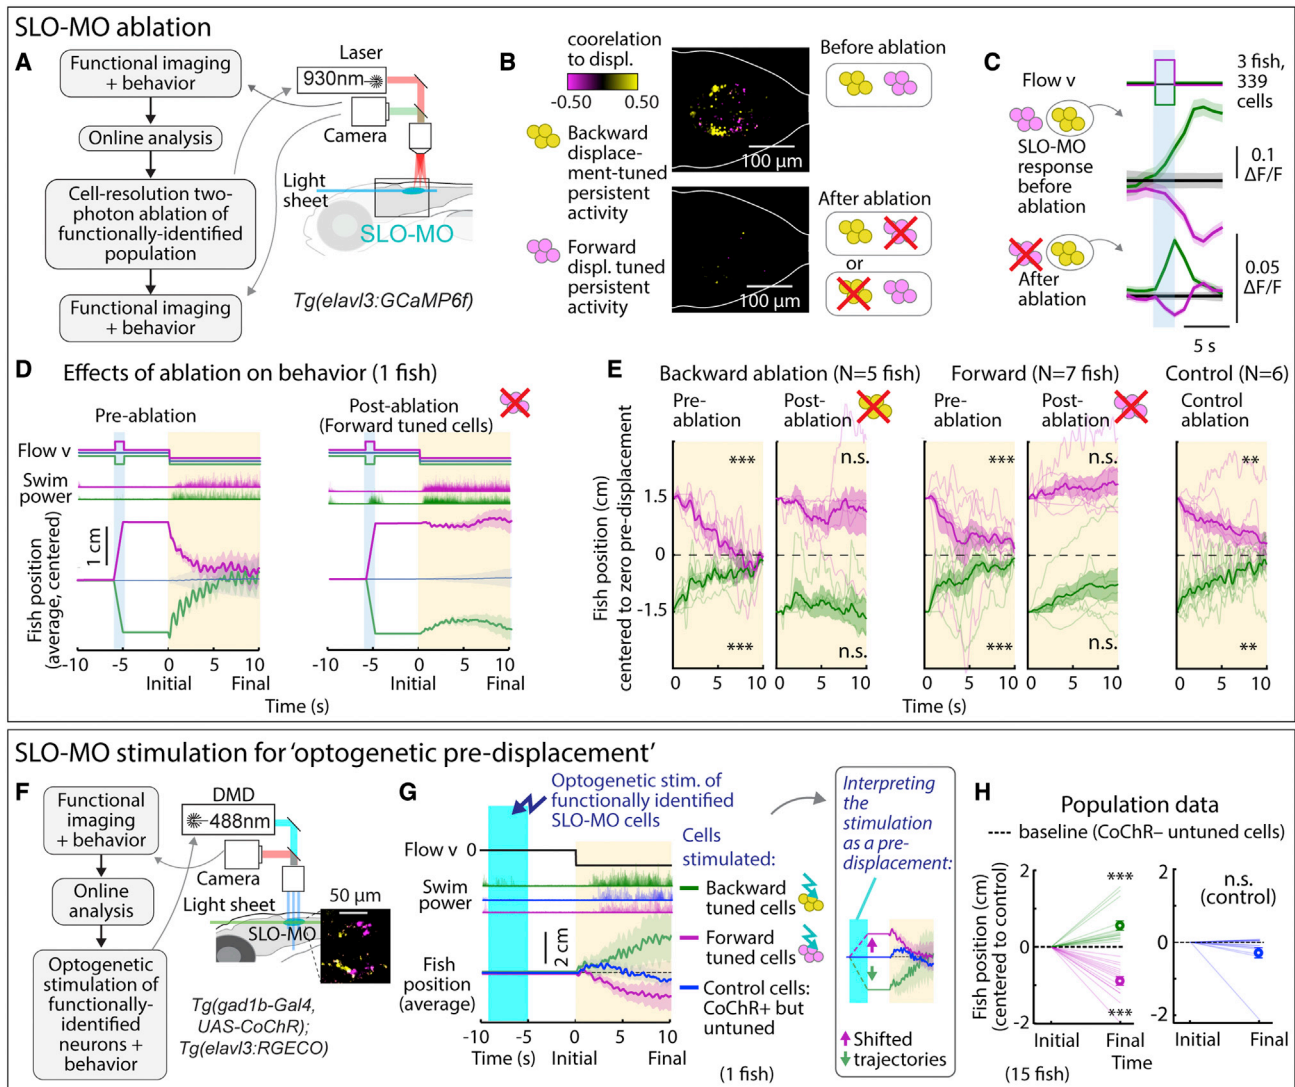 SLO-MO ablation
A
Functional imaging
+ behavior
Online analysis
Cell-resolution two-
photon ablation of
functionally-identified
population
Functional imaging
+ behavior
Laser
930nm
Camera
Light
sheet
SLO-MO
Tg(elavl3:GCaMP6f)
B
coorelation
to displ.
-0.50 0.50
Backward
displace-
ment-tuned
persistent
activity
Forward
displ. tuned
persistent
activity
100 µm
100 µm
Before ablation
After ablation
or
C
Flow v
3 fish,
339
cells
SLO-MO
response
before
ablation
0.1
ΔF/F
After
ablation
0.05
ΔF/F
5 s
D
Effects of ablation on behavior (1 fish)
Pre-ablation
Post-ablation
(Forward tuned cells)
Flow v
Swim
power
1 cm
Fish position
(average, centered)
-10 -5 0 10
Initial Final
-10 -5 0 10
Initial Final
Time (s)
E
Backward ablation (N=5 fish)
Forward (N=7 fish)
Control (N=6)
Pre-
ablation
Post-
ablation
Pre-
ablation
Post-
ablation
Control
ablation
Fish position (cm)
centered to zero pre-displacement
1.5
0
-1.5
*** n.s. *** n.s. **
*** n.s. *** n.s. **
0 5 10
0 5 10
0 5 10
0 5 10
0 5 10
Time (s)
SLO-MO stimulation for 'optogenetic pre-displacement'
F
Functional
imaging
+ behavior
Online
analysis
Optogenetic
stimulation of
functionally-
identified
neurons +
behavior
DMD
488nm
Camera
Light sheet
SLO-MO
50 µm
Tg(gad1b-Gal4,
UAS-CoChR);
Tg(elavl3:RGECO)
G
Optogenetic stim. of
functionally identified
SLO-MO cells
Flow v 0
Swim
power
2 cm
Fish
position
(average)
-10 -5 0 10
Time (s) Initial Final
Cells
stimulated:
Backward
tuned cells
Forward
tuned cells
Control cells:
CoChR+ but
untuned
(1 fish)
Interpreting
the
stimulation
as a pre-
displacement:
Shifted
trajectories
H
Population data
baseline (CoChR– untuned cells)
Fish position (cm)
(centered to control)
2
0
-2
***
***
Initial Final
Time
(15 fish)
n.s.
(control)
2
0
-2
Initial Final